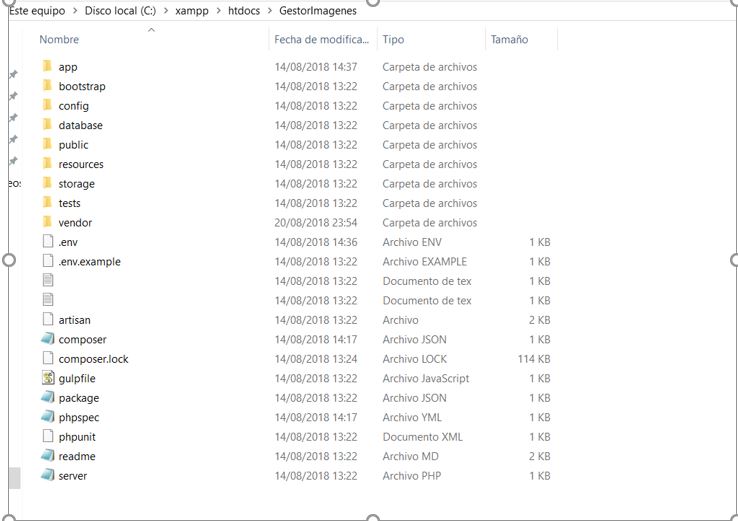 Este equipo > Disco local (C:) > xampp > htdocs > GestorImagenes
Nombre Fecha de modifica... Tipo Tamaño
app 14/08/2018 14:37 Carpeta de archivos
bootstrap 14/08/2018 13:22 Carpeta de archivos
config 14/08/2018 13:22 Carpeta de archivos
database 14/08/2018 13:22 Carpeta de archivos
public 14/08/2018 13:22 Carpeta de archivos
resources 14/08/2018 13:22 Carpeta de archivos
eos
storage 14/08/2018 13:22 Carpeta de archivos
tests 14/08/2018 13:22 Carpeta de archivos
vendor 20/08/2018 23:54 Carpeta de archivos
.env 14/08/2018 14:36 Archivo ENV 1 KB
.env.example 14/08/2018 13:22 Archivo EXAMPLE 1 KB
14/08/2018 13:22 Documento de tex 1 KB
14/08/2018 13:22 Documento de tex 1 KB
artisan 14/08/2018 13:22 Archivo 2 KB
composer 14/08/2018 14:17 Archivo JSON 1 KB
composer.lock 14/08/2018 13:24 Archivo LOCK 114 KB
gulpfile 14/08/2018 13:22 Archivo JavaScript 1 KB
package 14/08/2018 13:22 Archivo JSON 1 KB
phpspec 14/08/2018 14:17 Archivo YML 1 KB
phpunit 14/08/2018 13:22 Documento XML 1 KB
readme 14/08/2018 13:22 Archivo MD 2 KB
server 14/08/2018 13:22 Archivo PHP 1 KB